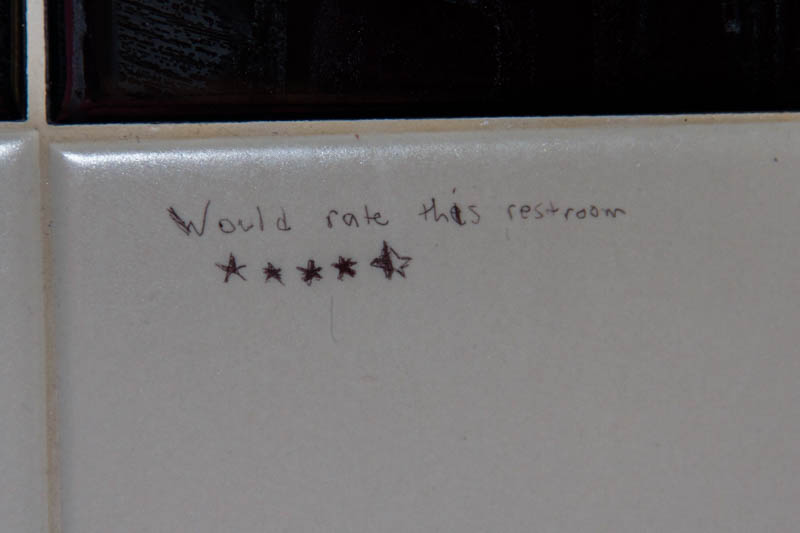 Would rate this restroom
★★★★⯪